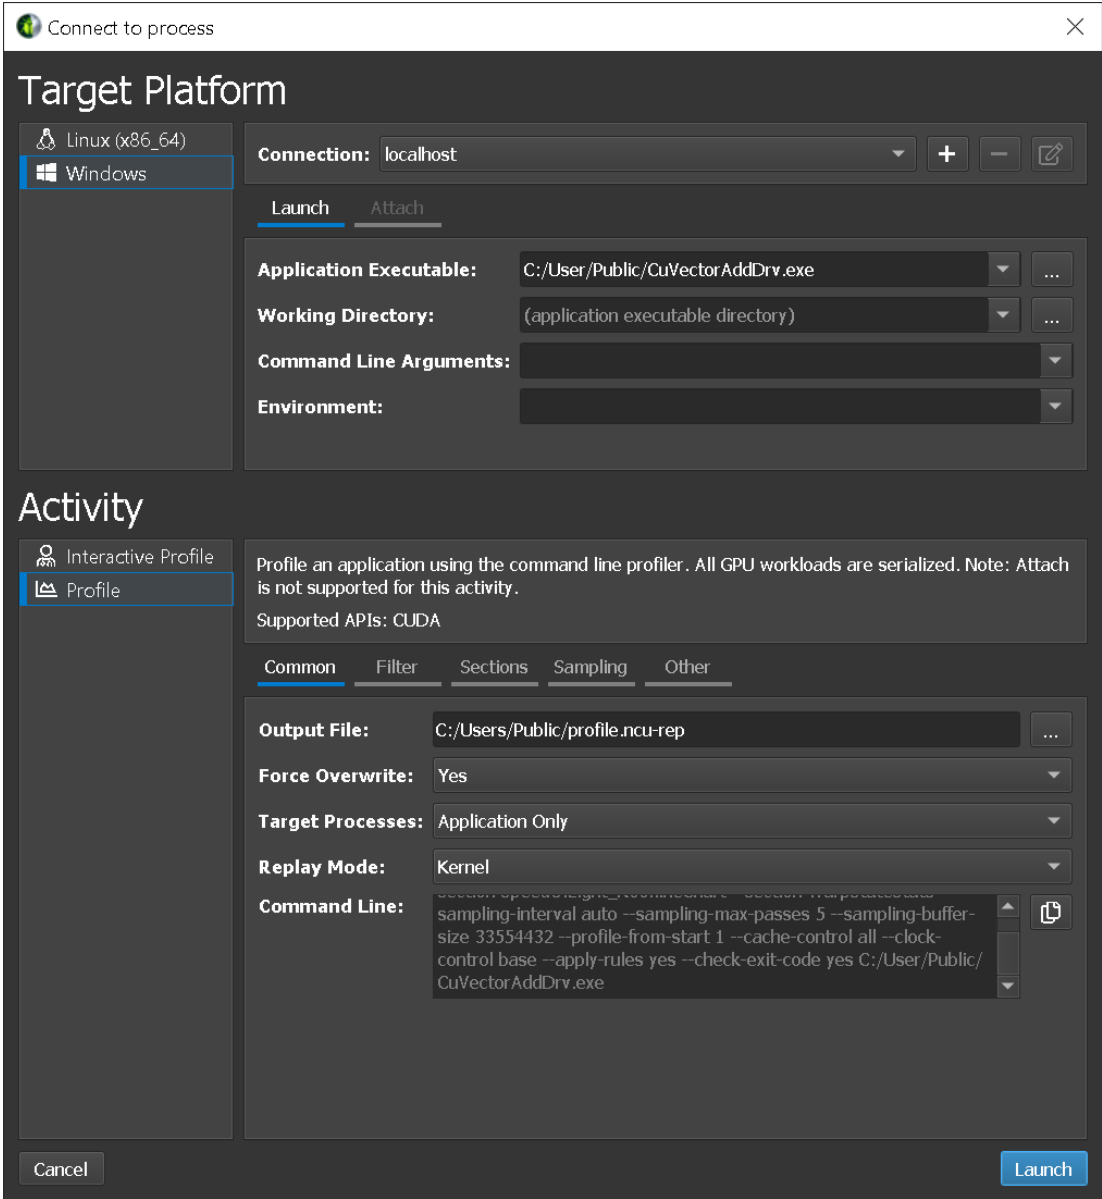 Connect to process
Target Platform
Linux (x86_64)
Windows
Connection: localhost
Launch Attach
Application Executable: C:/User/Public/CuVectorAddDrv.exe ...
Working Directory: (application executable directory) ...
Command Line Arguments:
Environment:
Activity
Interactive Profile
Profile
Profile an application using the command line profiler. All GPU workloads are serialized. Note: Attach
is not supported for this activity.
Supported APIs: CUDA
Common Filter Sections Sampling Other
Output File: C:/Users/Public/profile.ncu-rep ...
Force Overwrite: Yes
Target Processes: Application Only
Replay Mode: Kernel
Command Line:
sampling-interval auto --sampling-max-passes 5 --sampling-buffer-
size 33554432 --profile-from-start 1 --cache-control all --clock-
control base --apply-rules yes --check-exit-code yes C:/User/Public/
CuVectorAddDrv.exe
Cancel Launch